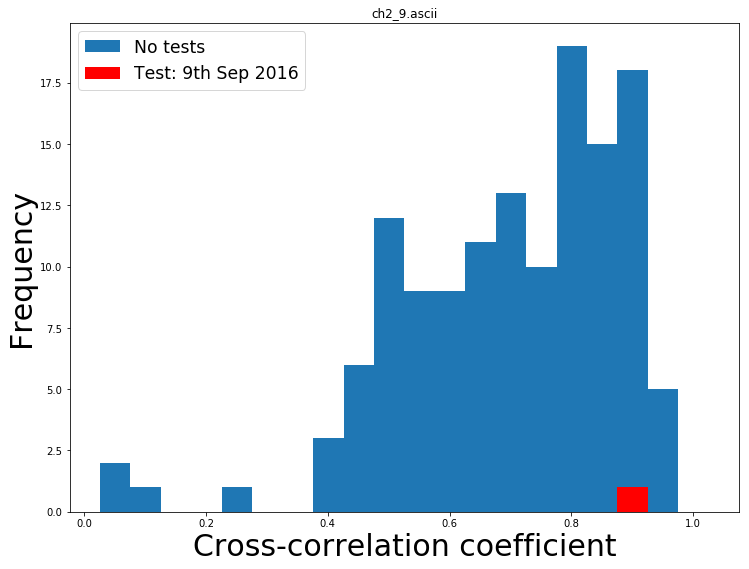 ch2_9.ascii
No tests
Test: 9th Sep 2016
Frequency
17.5
15.0
12.5
10.0
7.5
5.0
2.5
0.0
0.0 0.2 0.4 0.6 0.8 1.0
Cross-correlation coefficient